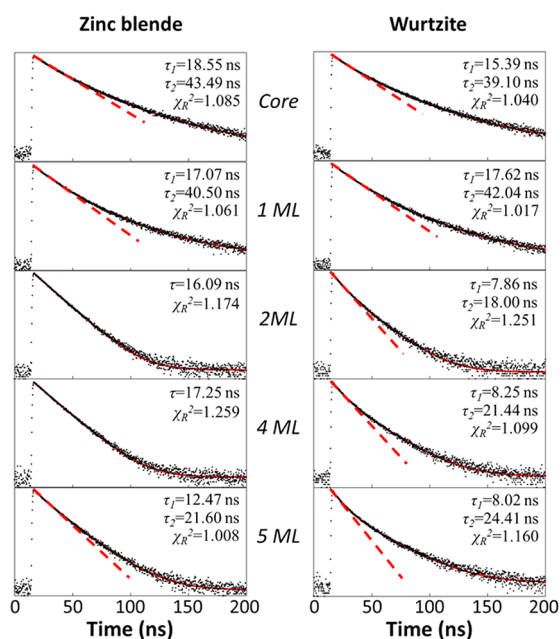 Zinc blende
Wurtzite
τ1=18.55 ns
τ2=43.49 ns
χR2=1.085
Core
τ1=15.39 ns
τ2=39.10 ns
χR2=1.040
τ1=17.07 ns
τ2=40.50 ns
χR2=1.061
1 ML
τ1=17.62 ns
τ2=42.04 ns
χR2=1.017
τ=16.09 ns
χR2=1.174
2ML
τ1=7.86 ns
τ2=18.00 ns
χR2=1.251
τ=17.25 ns
χR2=1.259
4 ML
τ1=8.25 ns
τ2=21.44 ns
χR2=1.099
τ1=12.47 ns
τ2=21.60 ns
χR2=1.008
5 ML
τ1=8.02 ns
τ2=24.41 ns
χR2=1.160
0 50 100 150 200
0 50 100 150 200
Time (ns)
Time (ns)